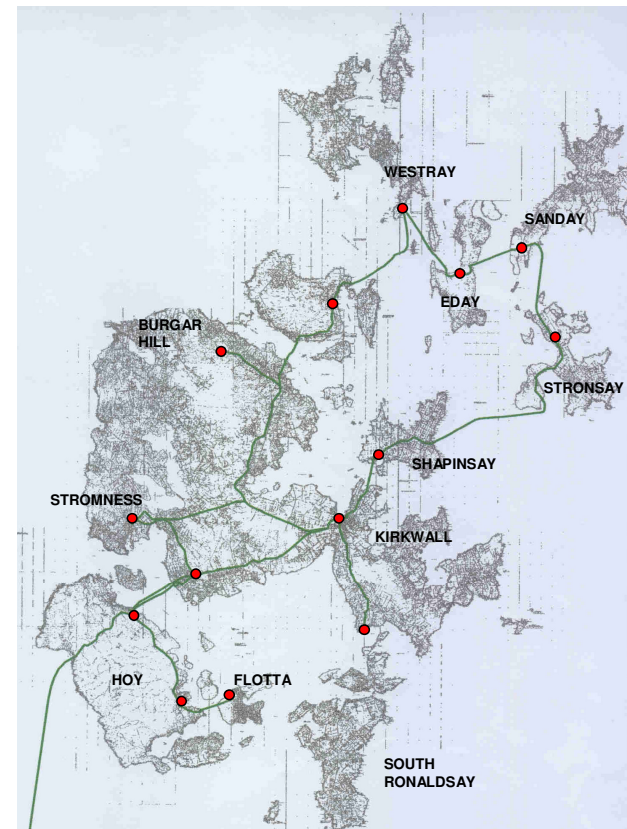 WESTRAY
SANDAY
EDAY
BURGAR
HILL
STRONSAY
SHAPINSAY
STROMNESS
KIRKWALL
HOY
FLOTTA
SOUTH
RONALDSAY